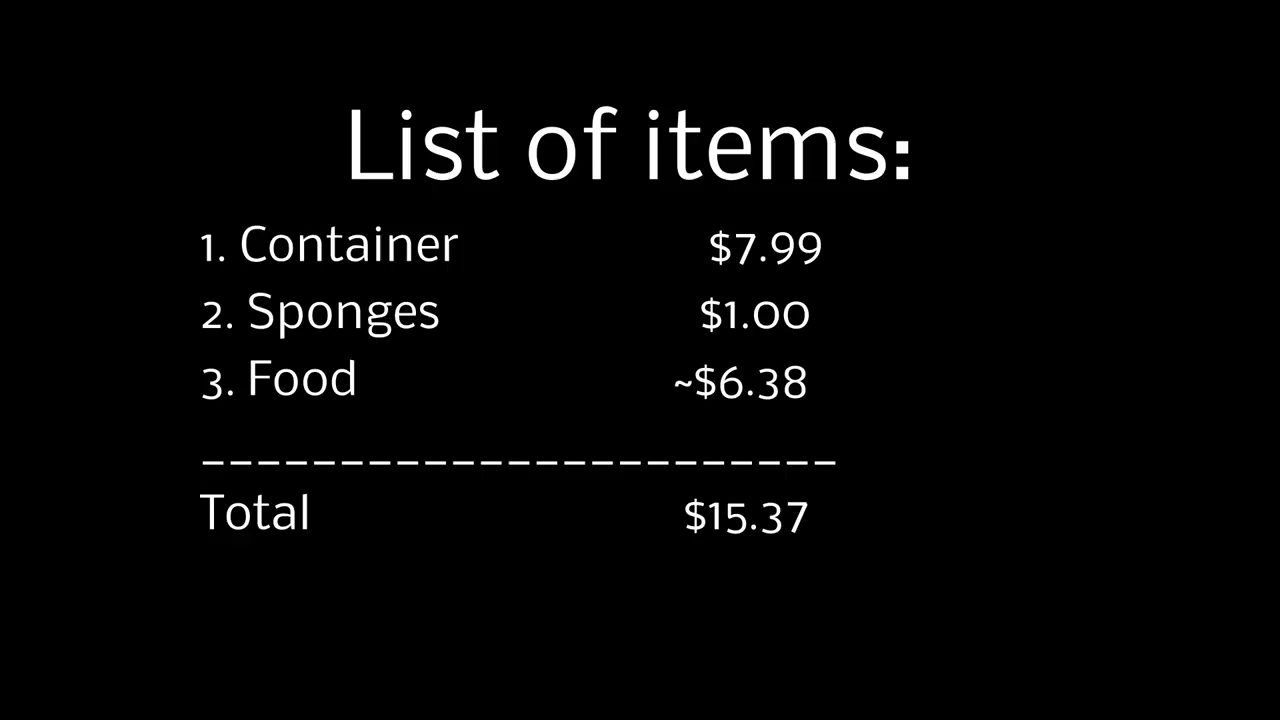 List of items:
1. Container $7.99
2. Sponges $1.00
3. Food ~$6.38
_______________________
Total $15.37